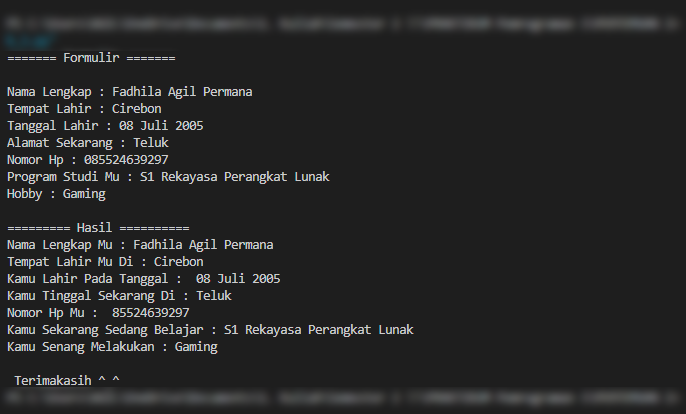 ======= Formulir =======
Nama Lengkap : Fadhila Agil Permana
Tempat Lahir : Cirebon
Tanggal Lahir : 08 Juli 2005
Alamat Sekarang : Teluk
Nomor Hp : 085524639297
Program Studi Mu : S1 Rekayasa Perangkat Lunak
Hobby : Gaming
========= Hasil ==========
Nama Lengkap Mu : Fadhila Agil Permana
Tempat Lahir Mu Di : Cirebon
Kamu Lahir Pada Tanggal :  08 Juli 2005
Kamu Tinggal Sekarang Di : Teluk
Nomor Hp Mu :  85524639297
Kamu Sekarang Sedang Belajar : S1 Rekayasa Perangkat Lunak
Kamu Senang Melakukan : Gaming
Terimakasih ^ ^